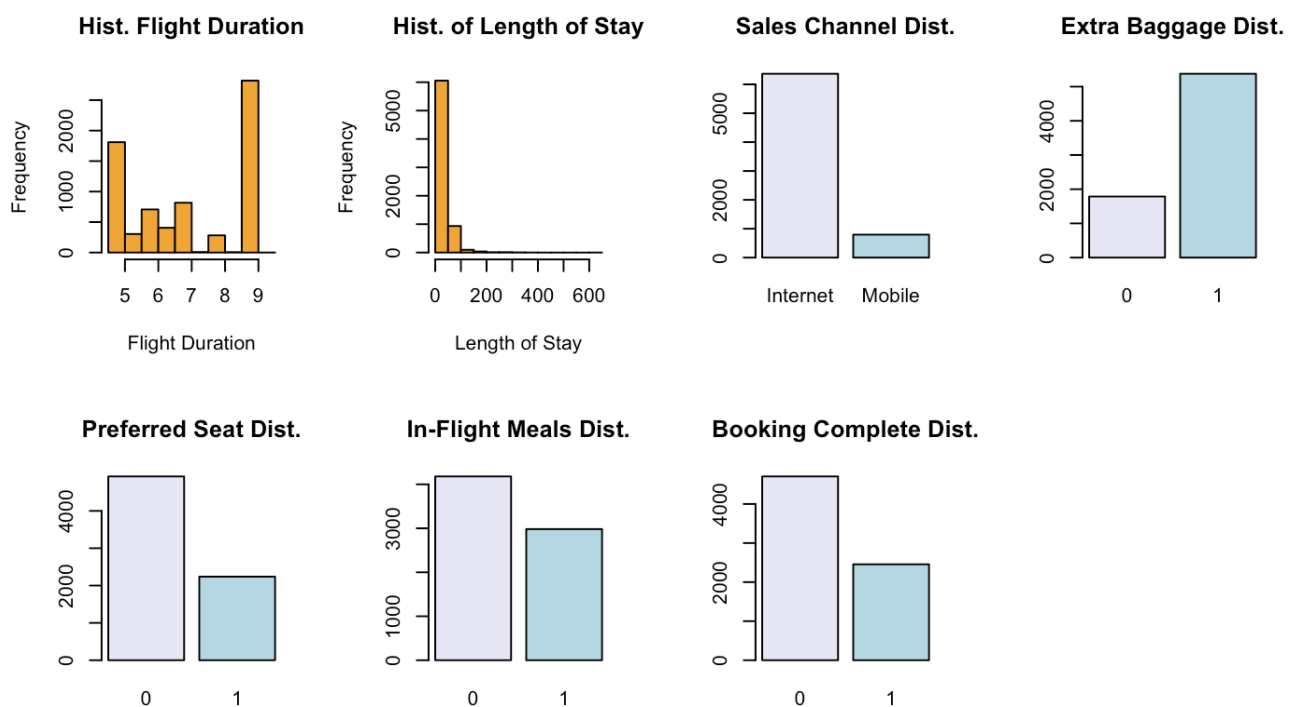 Hist. Flight Duration
Frequency
0
1000
2000
5 6 7 8 9
Flight Duration
Hist. of Length of Stay
Frequency
0
2000
5000
0 200 400 600
Length of Stay
Sales Channel Dist.
0
2000
5000
Internet Mobile
Extra Baggage Dist.
0
2000
4000
0 1
Preferred Seat Dist.
0
2000
4000
0 1
In-Flight Meals Dist.
0
1000
3000
0 1
Booking Complete Dist.
0
2000
4000
0 1